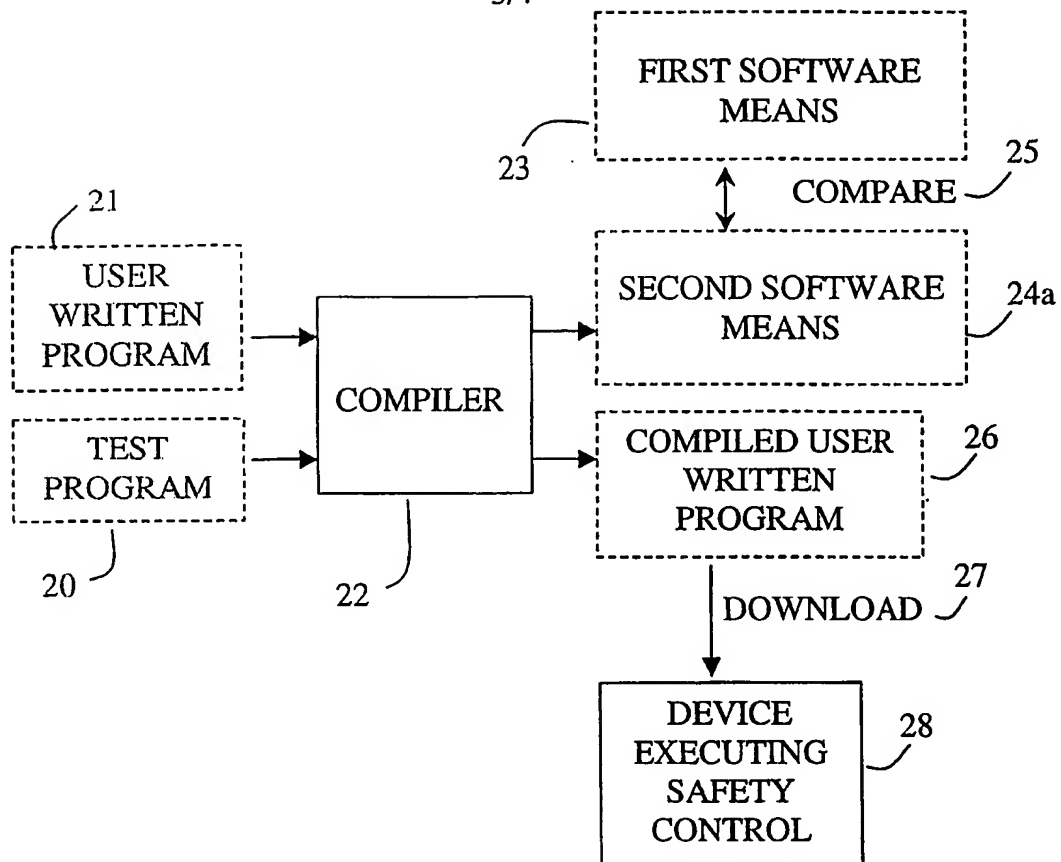 FIRST SOFTWARE
MEANS
23
25
COMPARE
21
USER
WRITTEN
PROGRAM
SECOND SOFTWARE
MEANS
24a
COMPILER
TEST
PROGRAM
COMPILED USER
WRITTEN
PROGRAM
26
20
22
27
DOWNLOAD
DEVICE
EXECUTING
SAFETY
CONTROL
28